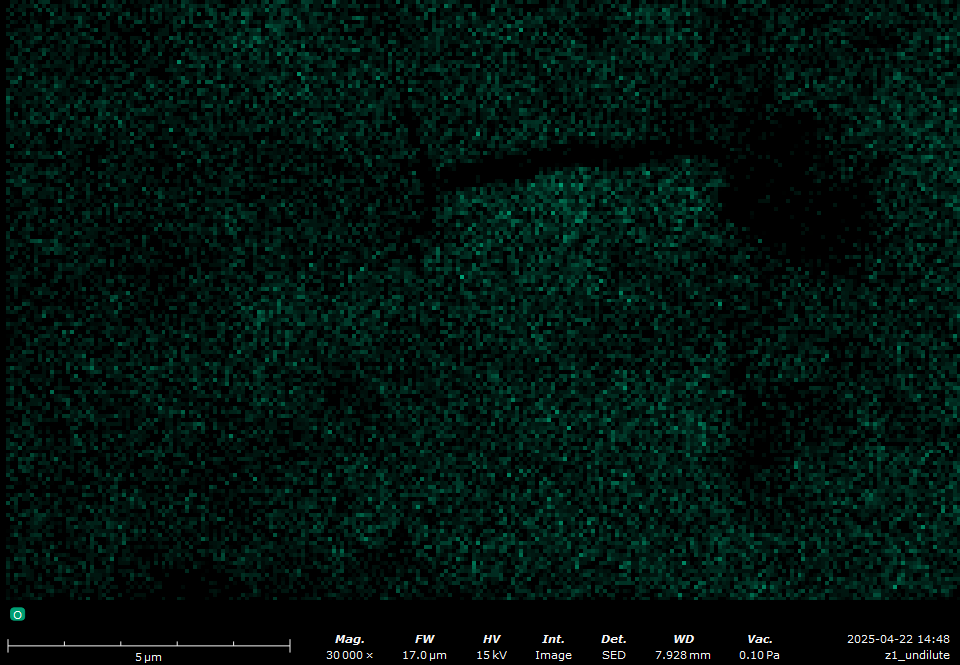 O
Mag. FW HV Int. Det. WD Vac. 2025-04-22 14:48
5 µm 30 000 × 17.0 µm 15 kV Image SED 7.928 mm 0.10 Pa z1_undilute